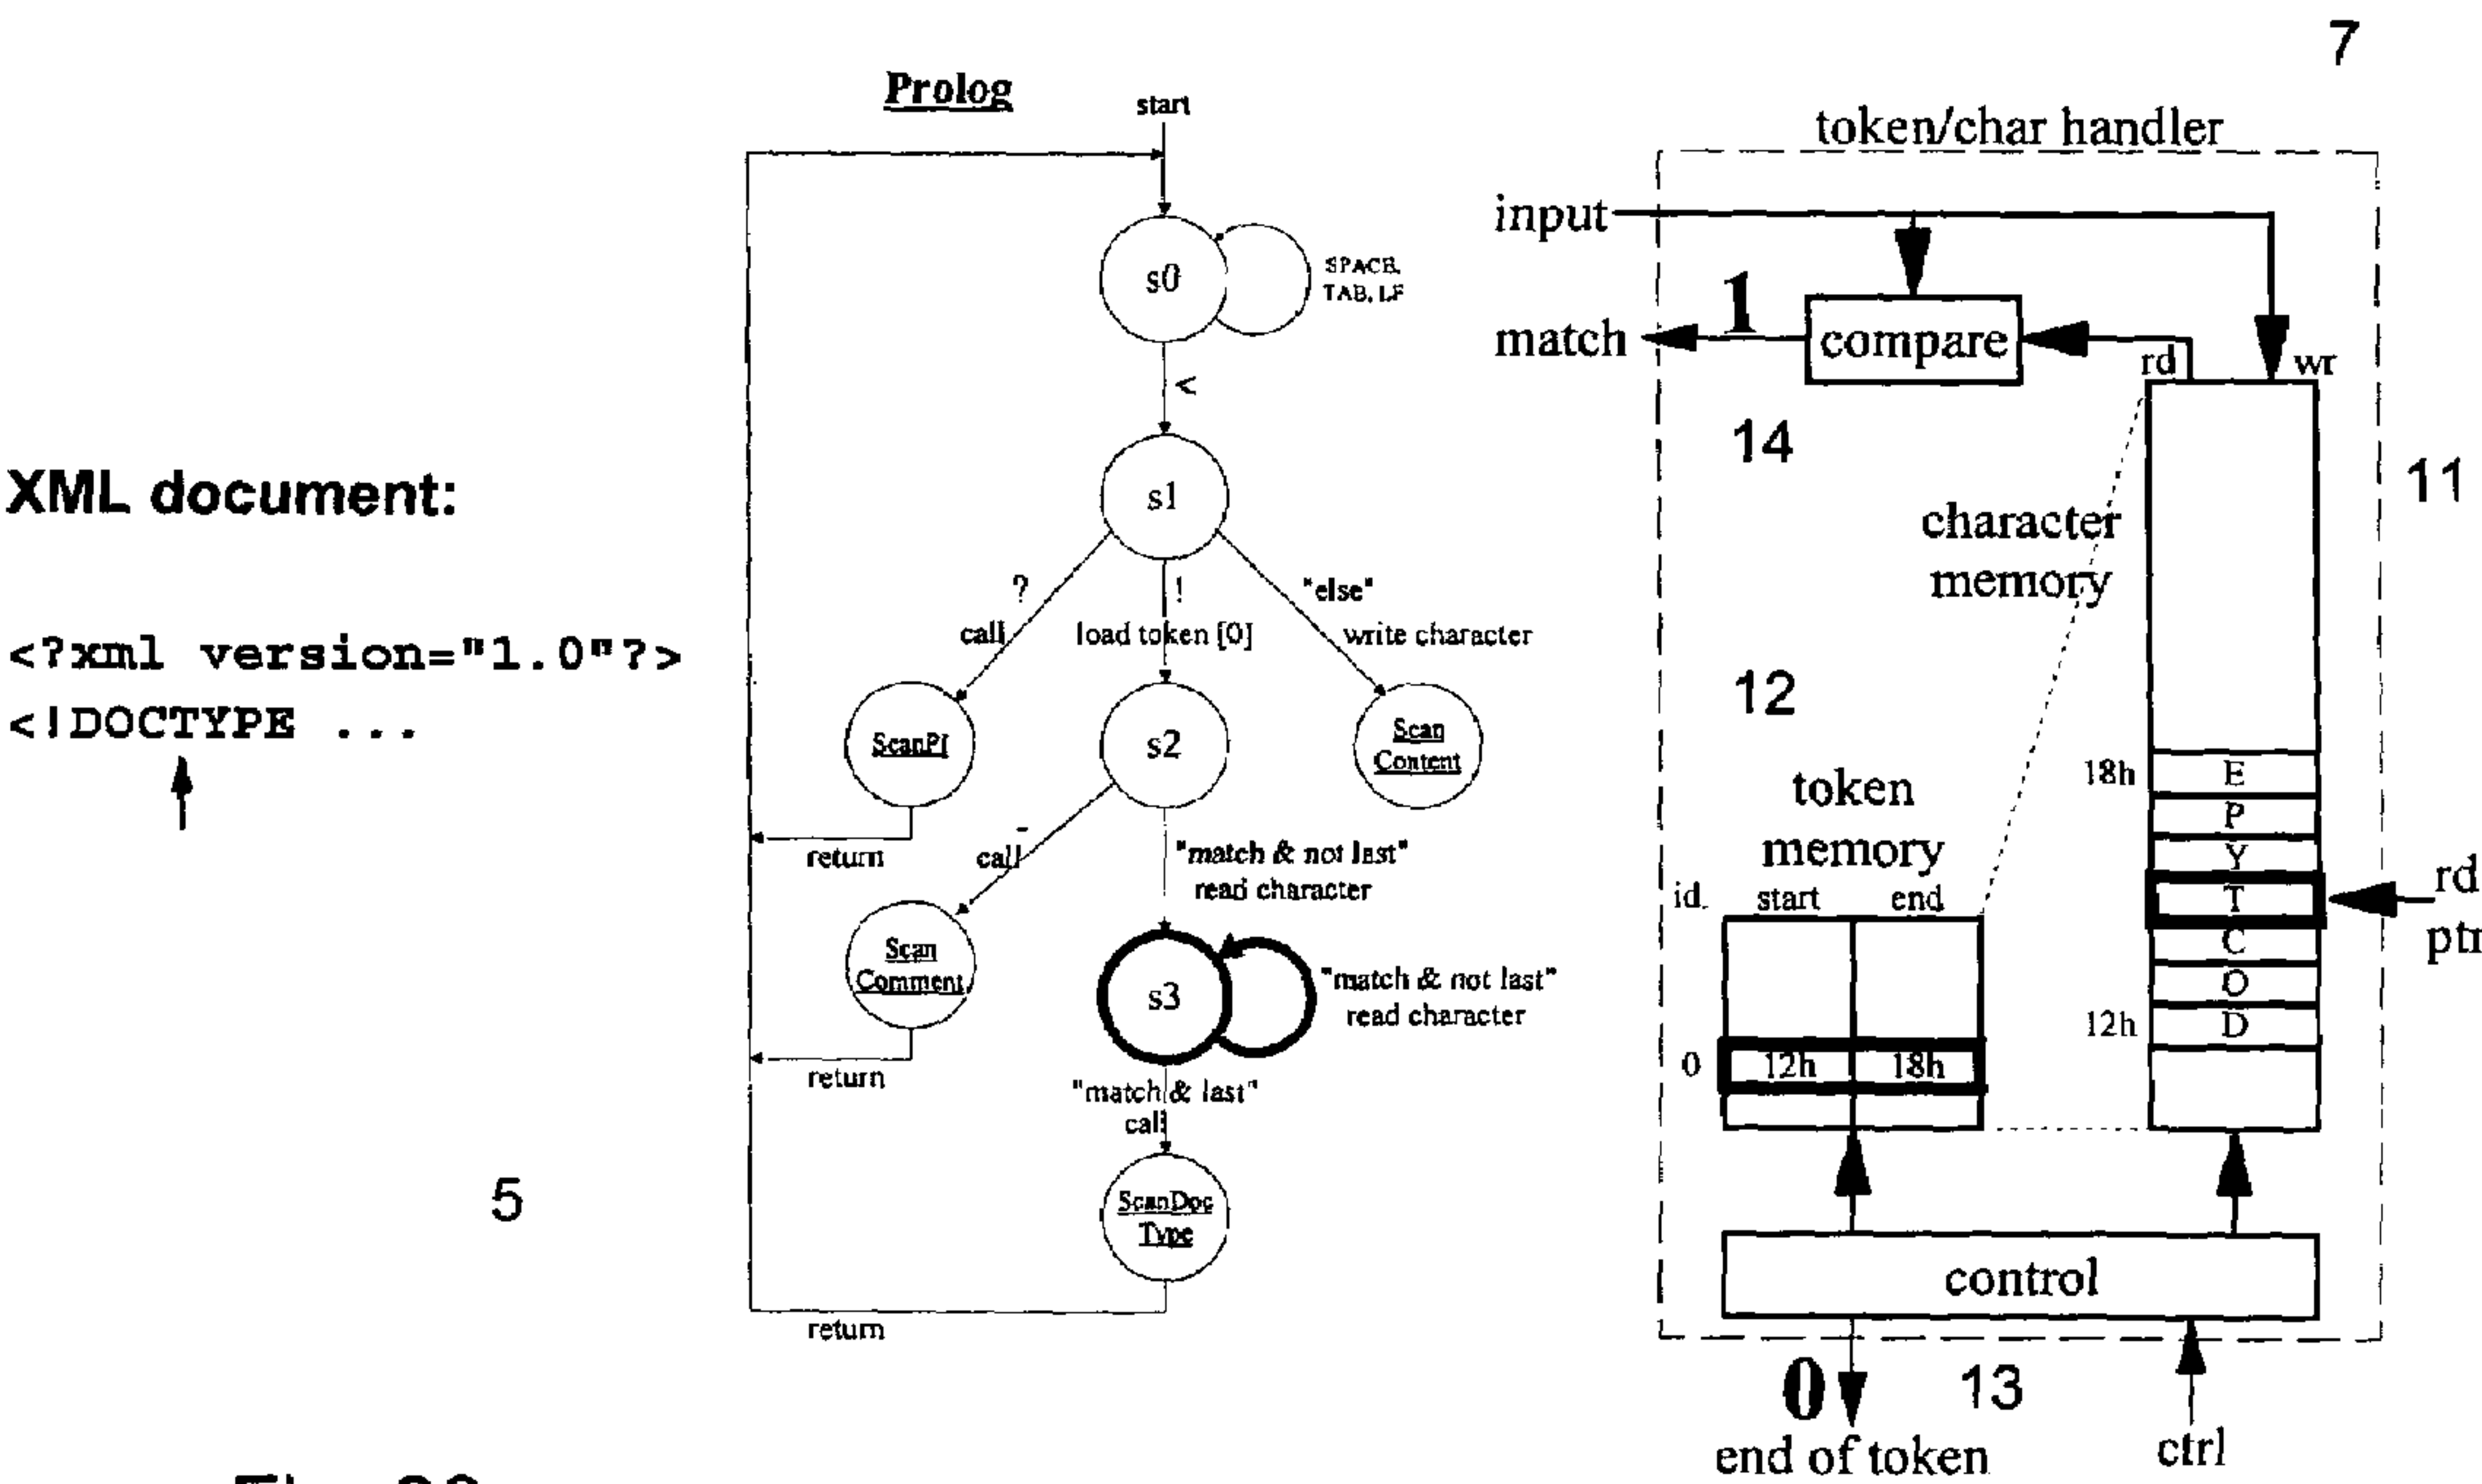 XML document:
<?xml version="1.0"?>
<!DOCTYPE ...
5
Prolog
start
s0
SPACE,
TAB, LF
<
s1
?
call
!
load token [0]
"else"
write character
ScanPI
s2
Scan
Content
return
-
call
"match & not last"
read character
Scan
Comment
s3
"match & not last"
read character
return
"match & last"
call
ScanDoc
Type
return
7
token/char handler
input
match
1
compare
rd
wr
14
11
character
memory
12
token
memory
id.
start
end
0
12h
18h
18h
E
P
Y
T
C
O
12h
D
rd
control
0
13
end of token
ctrl